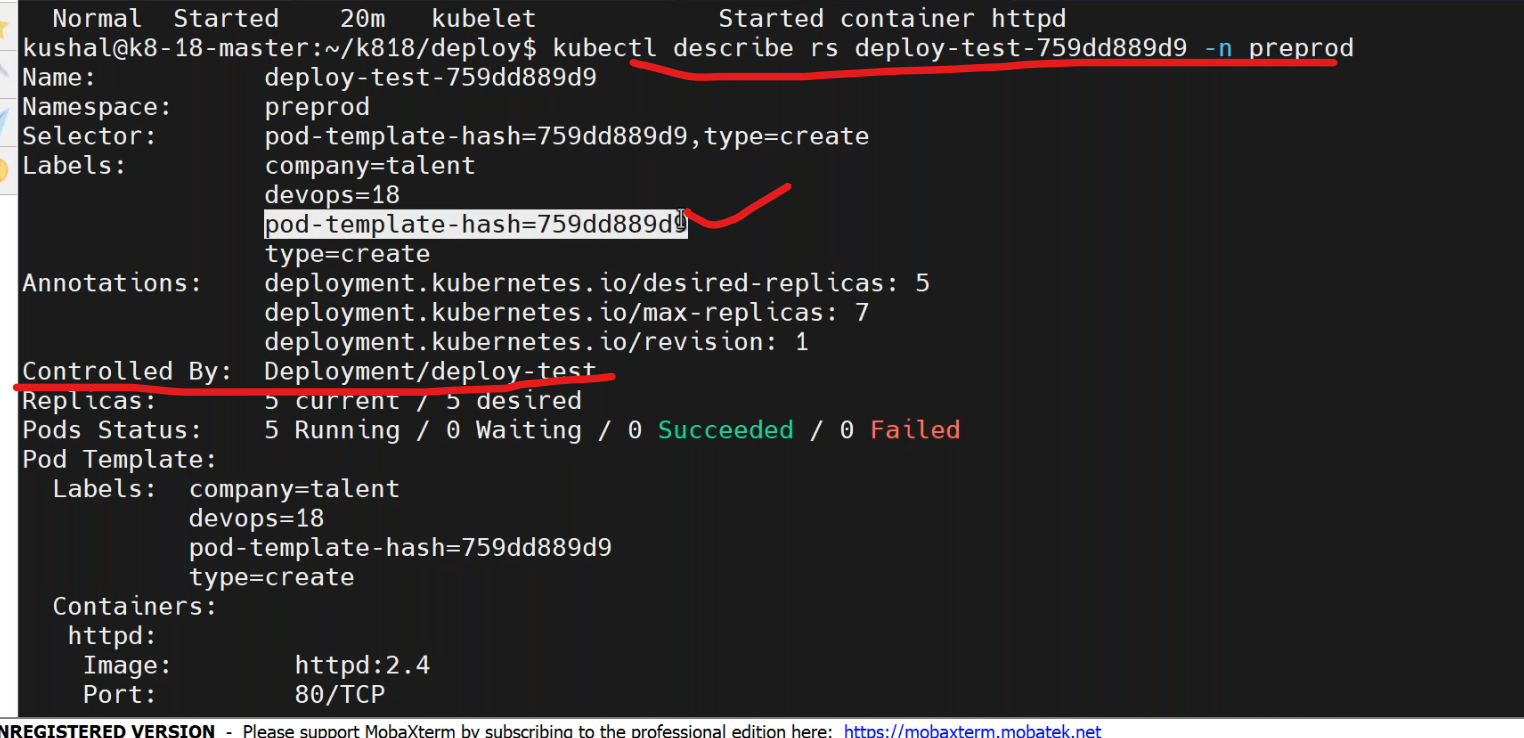 Normal Started 20m kubelet Started container httpd
kushal@k8-18-master:~/k818/deploy$ kubectl describe rs deploy-test-759dd889d9 -n preprod
Name: deploy-test-759dd889d9
Namespace: preprod
Selector: pod-template-hash=759dd889d9,type=create
Labels: company=talent
devops=18
pod-template-hash=759dd889d9
type=create
Annotations: deployment.kubernetes.io/desired-replicas: 5
deployment.kubernetes.io/max-replicas: 7
deployment.kubernetes.io/revision: 1
Controlled By: Deployment/deploy-test
Replicas: 5 current / 5 desired
Pods Status: 5 Running / 0 Waiting / 0 Succeeded / 0 Failed
Pod Template:
Labels: company=talent
devops=18
pod-template-hash=759dd889d9
type=create
Containers:
httpd:
Image: httpd:2.4
Port: 80/TCP
NREGISTERED VERSION - Please support MobaXterm by subscribing to the professional edition here: https://mobaxterm.mobatek.net